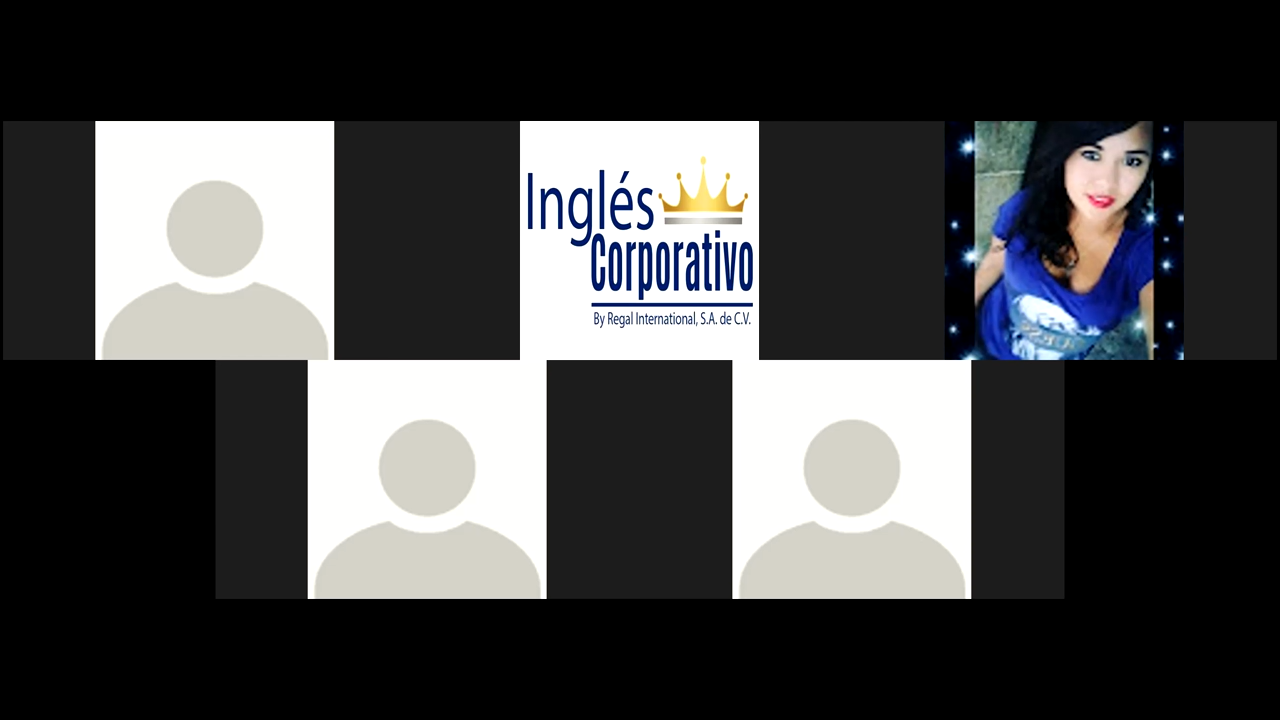 Inglés
Corporativo
By Regal International, S.A. de C.V.